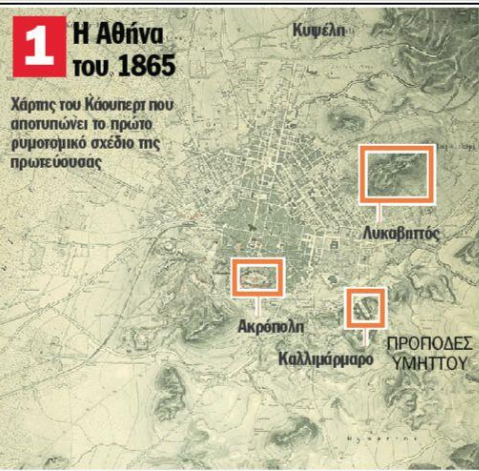 1
Η Αθήνα
του 1865
Χάρτης του Κάουπερτ που
αποτυπώνει το πρώτο
ρυμοτομικό σχέδιο της
πρωτεύουσας
Κυψέλη
Λυκαβηττός
Ακρόπολη
Καλλιμάρμαρο
ΠΡΟΠΟΔΕΣ
ΥΜΗΤΤΟΥ